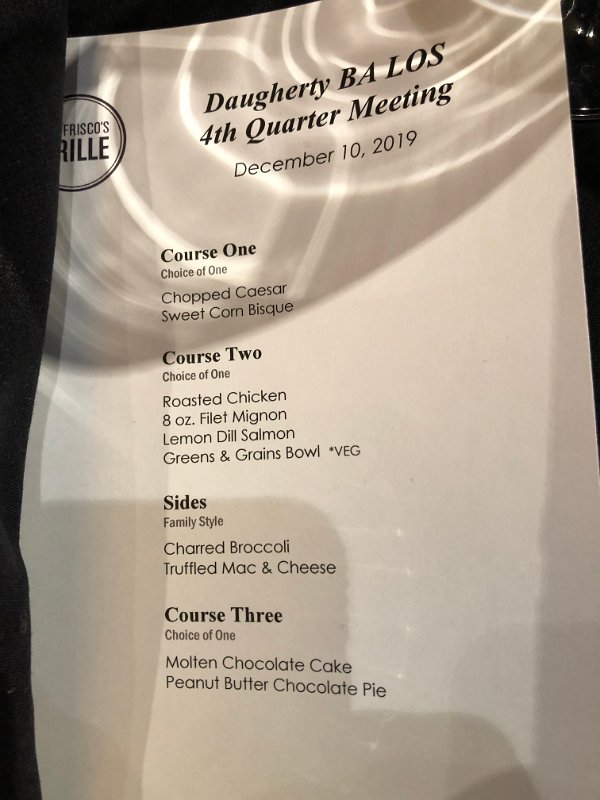 Daugherty BA LOS
4th Quarter Meeting
December 10, 2019
FRISCO'S
RILLE
Course One
Choice of One
Chopped Caesar
Sweet Corn Bisque
Course Two
Choice of One
Roasted Chicken
8 oz. Filet Mignon
Lemon Dill Salmon
Greens & Grains Bowl *VEG
Sides
Family Style
Charred Broccoli
Truffled Mac & Cheese
Course Three
Choice of One
Molten Chocolate Cake
Peanut Butter Chocolate Pie